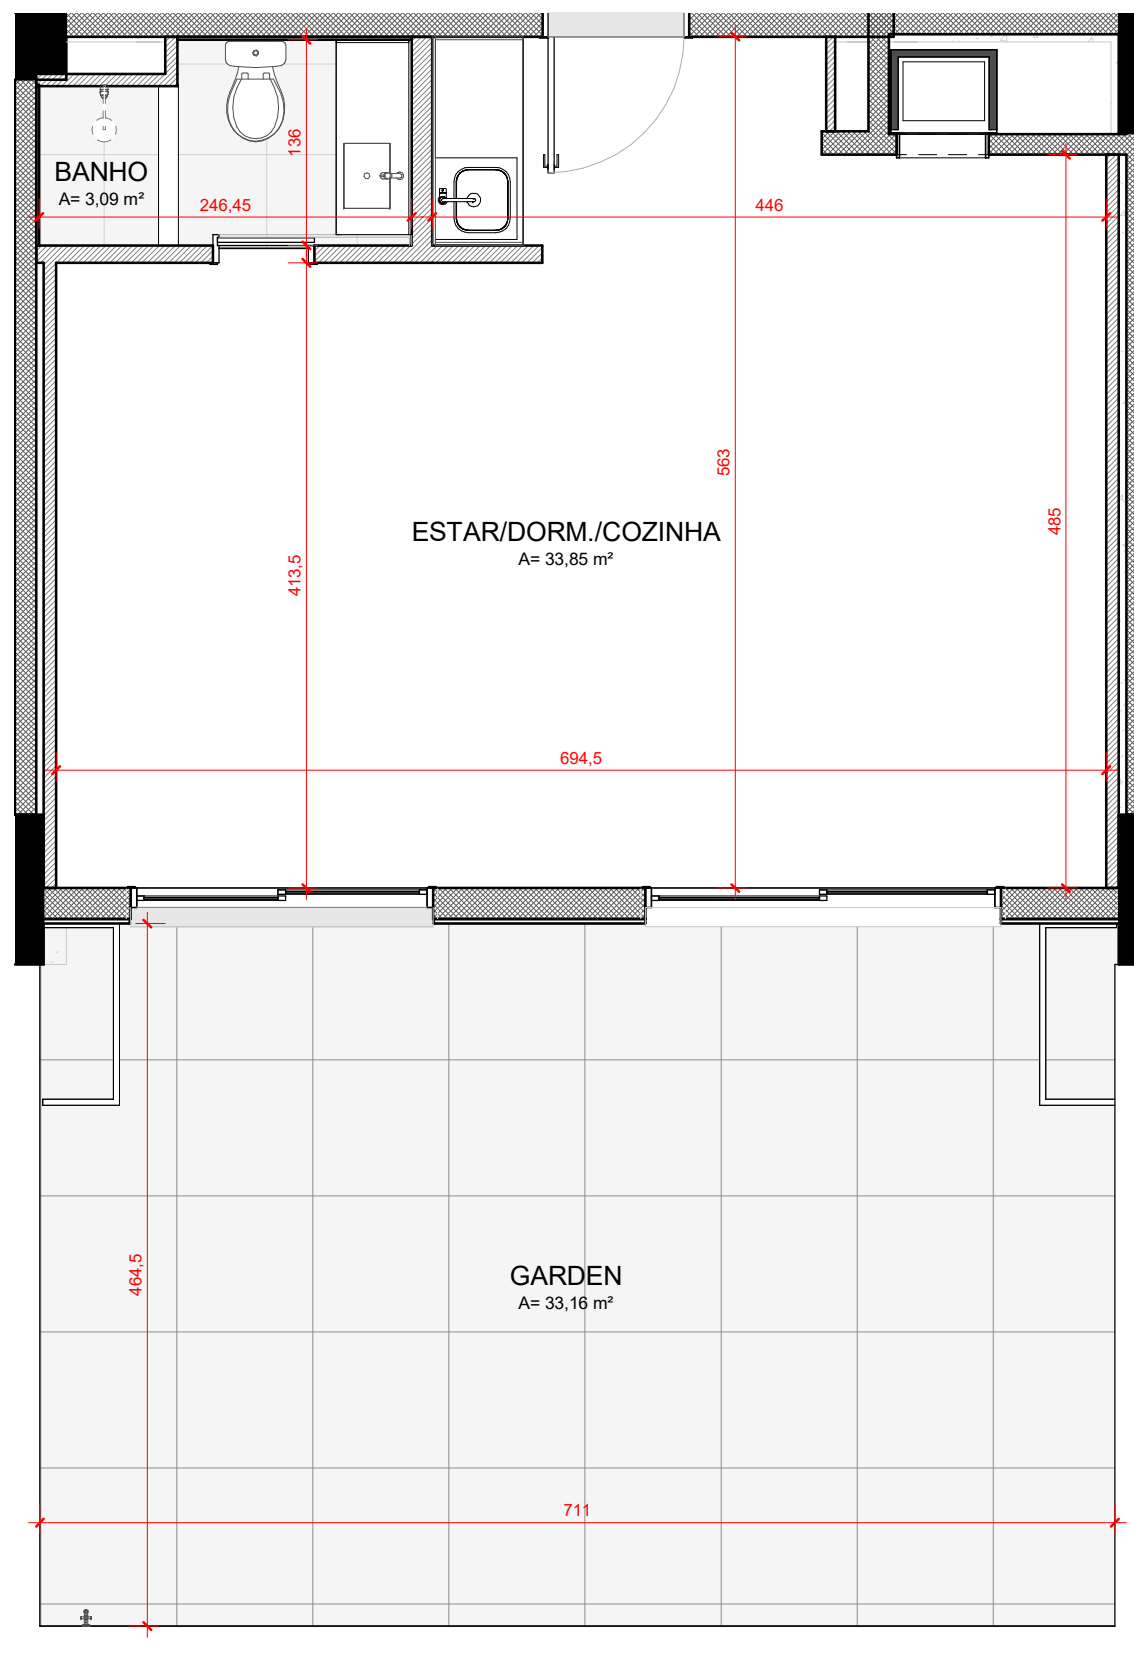 136
BANHO
A= 3,09 m²
246,45
446
563
485
ESTAR/DORM./COZINHA
A= 33,85 m²
413,5
694,5
464,5
GARDEN
A= 33,16 m²
711